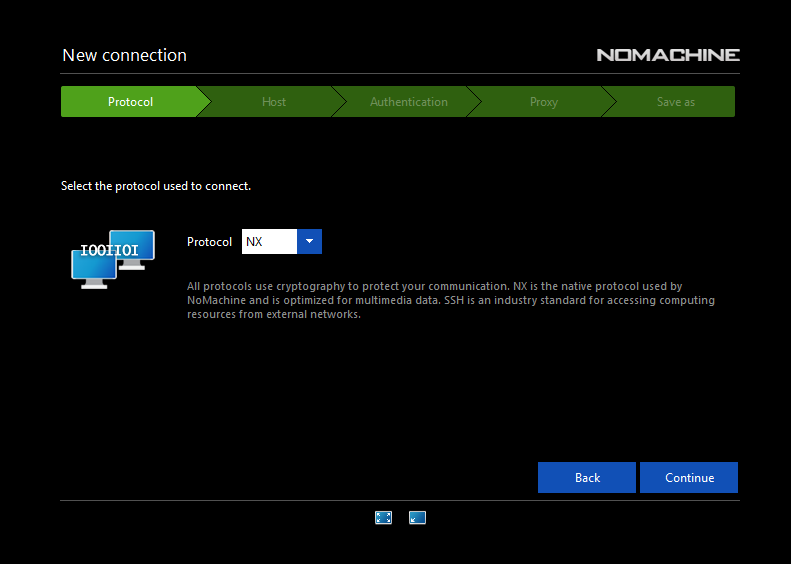 New connection
NOMACHINE
Protocol
Host
Authentication
Proxy
Save as
Select the protocol used to connect.
IOOIIOI
Protocol
NX
All protocols use cryptography to protect your communication. NX is the native protocol used by
NoMachine and is optimized for multimedia data. SSH is an industry standard for accessing computing
resources from external networks.
Back
Continue